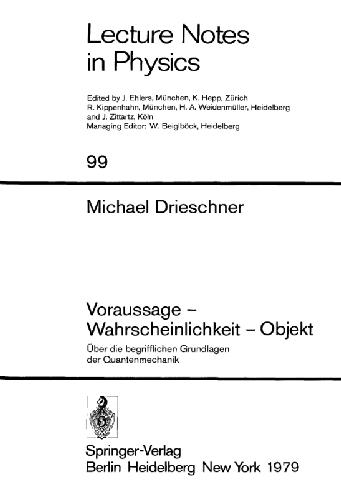 Lecture Notes
in Physics
Edited by J. Ehlers, München, K. Hepp, Zürich
R. Kippenhahn, München, H. A. Weidenmüller, Heidelberg
and J. Zittartz, Köln
Managing Editor: W. Beiglböck, Heidelberg
99
Michael Drieschner
Voraussage –
Wahrscheinlichkeit – Objekt
Über die begrifflichen Grundlagen
der Quantenmechanik
Springer-Verlag
Berlin Heidelberg New York 1979